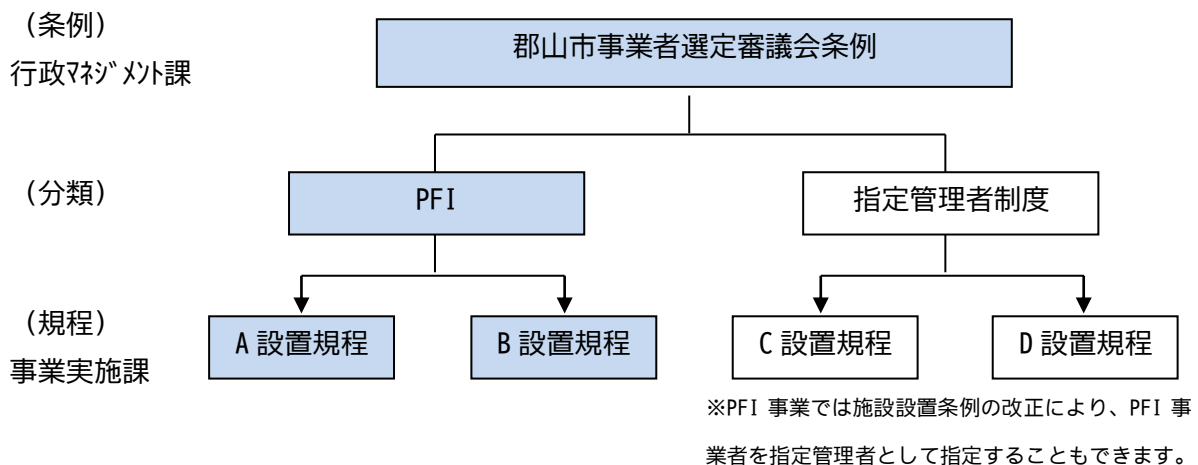 （条例）
行政ﾏﾈｼﾞﾒﾝﾄ課
郡山市事業者選定審議会条例
（分類）
PFI
指定管理者制度
（規程）
事業実施課
A 設置規程
B 設置規程
C 設置規程
D 設置規程
※PFI 事業では施設設置条例の改正により、PFI 事
業者を指定管理者として指定することもできます。